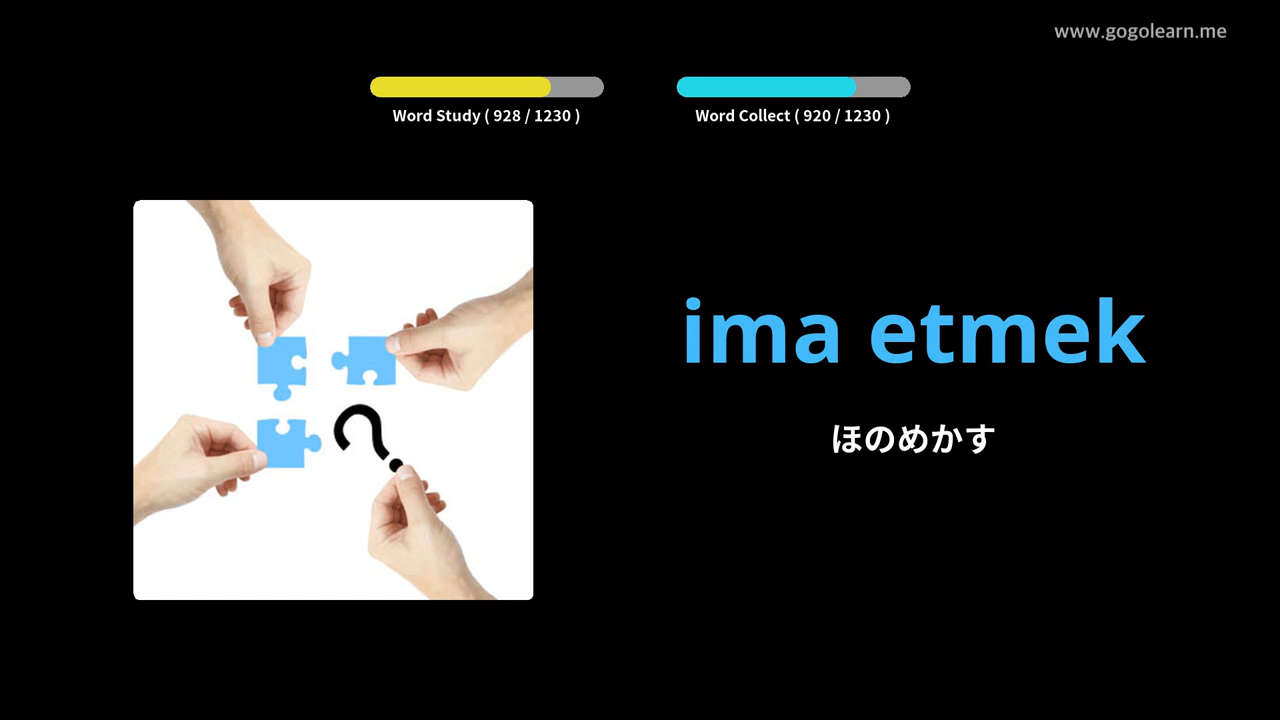 www.gogolearn.me
Word Study ( 928 / 1230 )
Word Collect ( 920 / 1230 )
?
ima etmek
ほのめかす